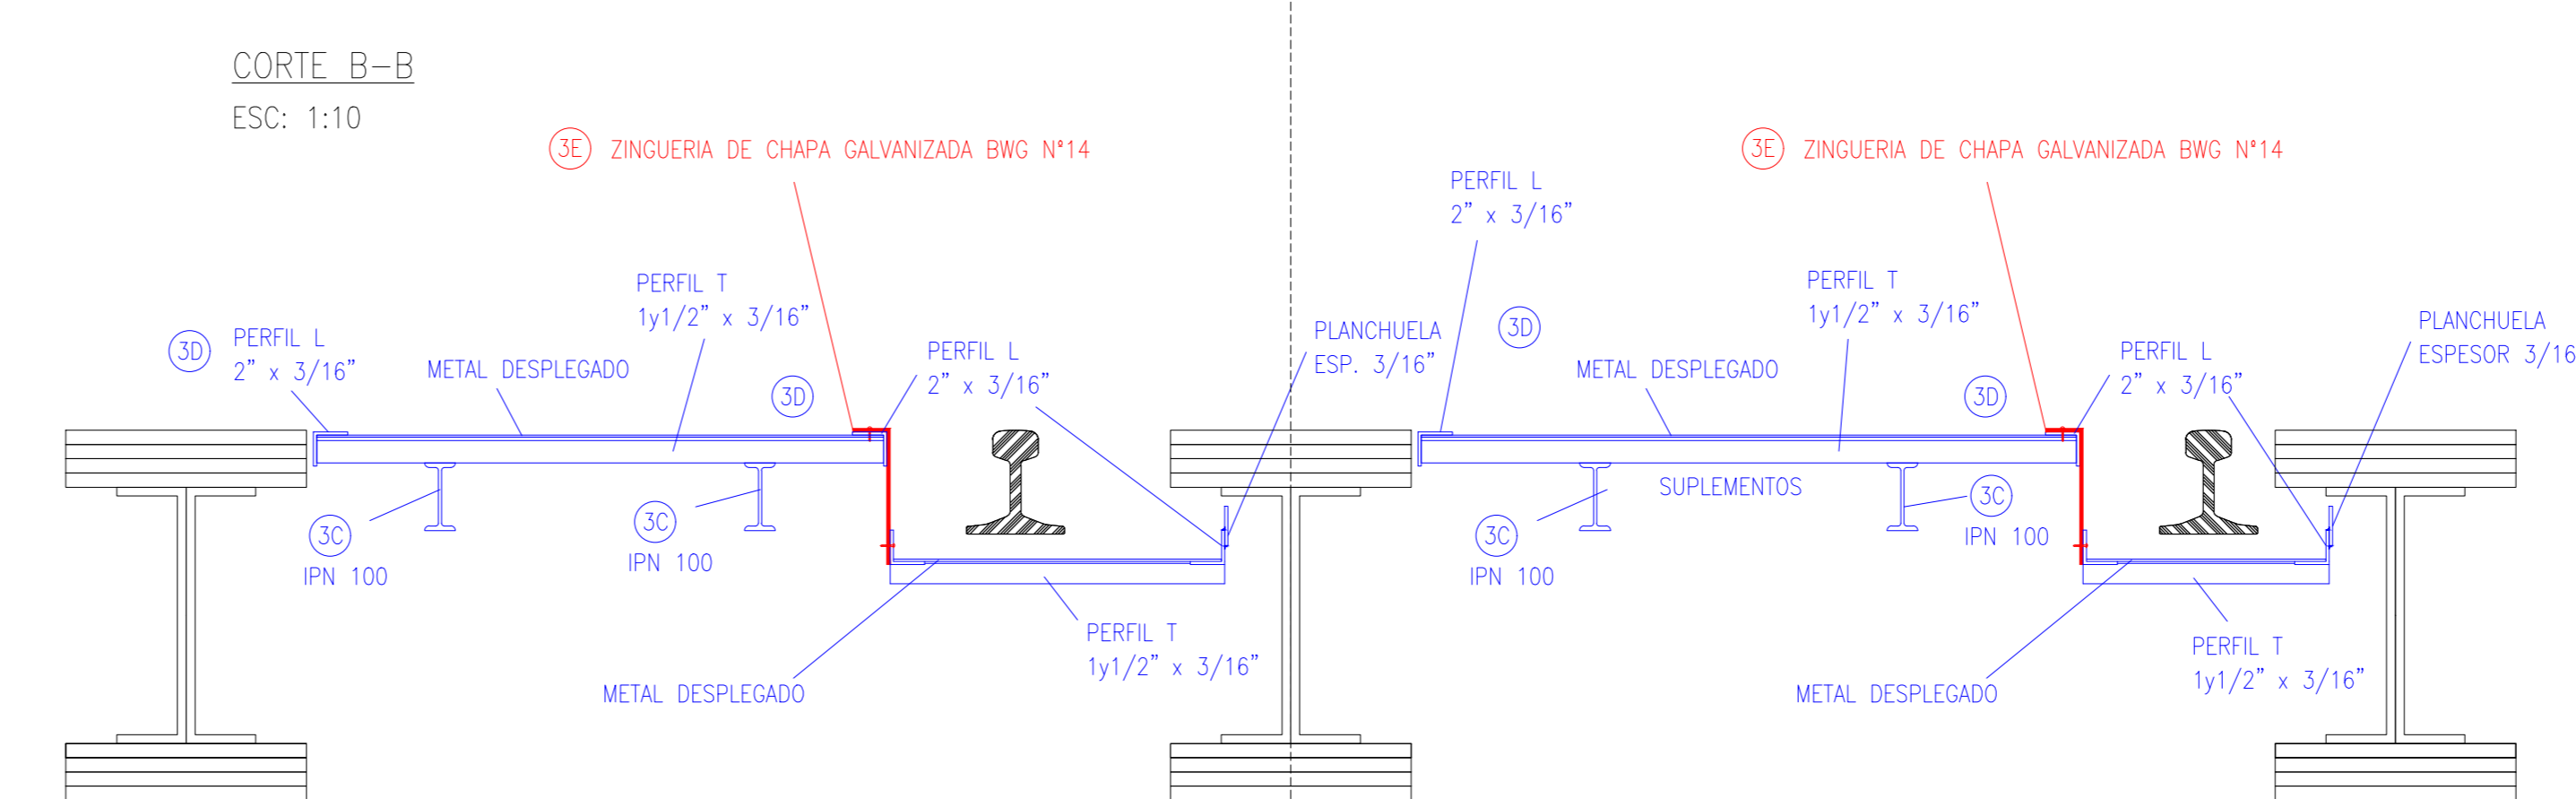 CORTE B-B
ESC: 1:10
3E ZINGUERIA DE CHAPA GALVANIZADA BWG N°14
3E ZINGUERIA DE CHAPA GALVANIZADA BWG N°14
PERFIL L
2" x 3/16"
PERFIL T
1y1/2" x 3/16"
PERFIL T
1y1/2" x 3/16"
3D
PERFIL L
2" x 3/16"
METAL DESPLEGADO
3D
PERFIL L
2" x 3/16"
PLANCHUELA
ESP. 3/16"
3D
METAL DESPLEGADO
3D
PERFIL L
2" x 3/16"
PLANCHUELA
ESPESOR 3/16
3C
IPN 100
3C
IPN 100
SUPLEMENTOS
3C
IPN 100
3C
IPN 100
PERFIL T
1y1/2" x 3/16"
METAL DESPLEGADO
PERFIL T
1y1/2" x 3/16"
METAL DESPLEGADO